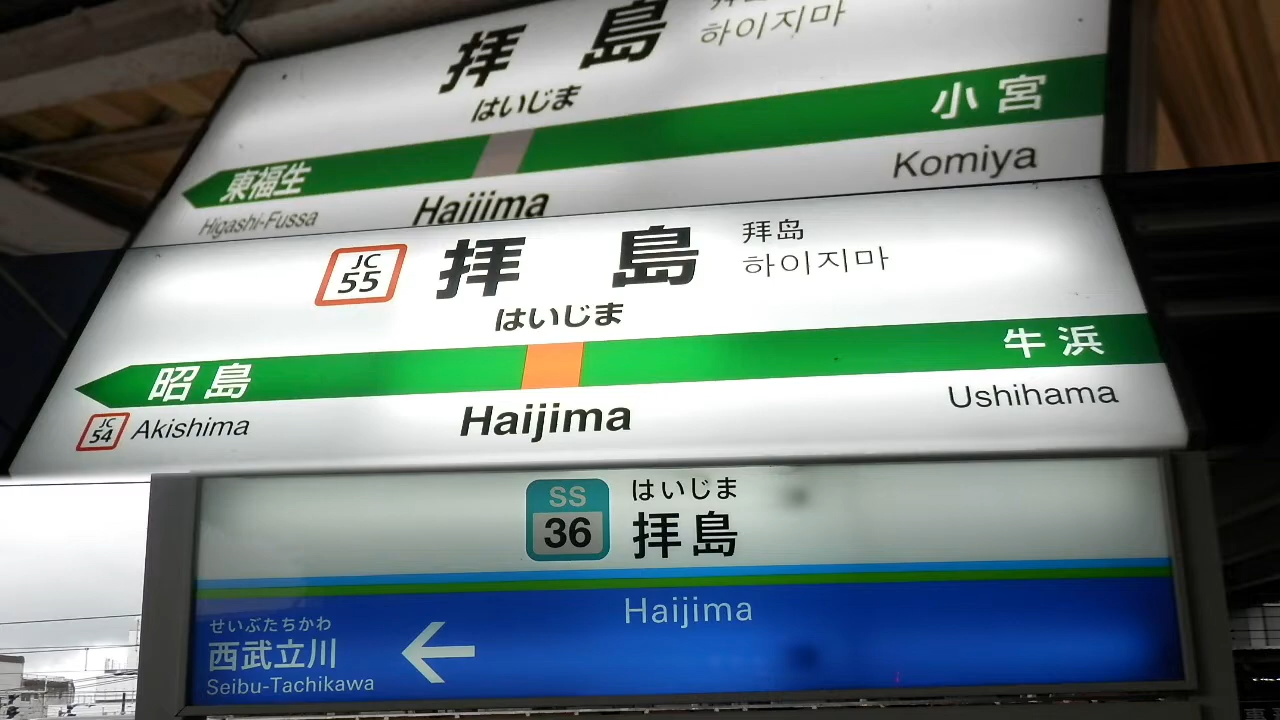 拝 島
하이지마
はいじま
小宮
東福生
Komiya
Higashi-Fussa
Haijima
JC
55
拝 島
拜岛
하이지마
はいじま
昭島
牛浜
JC
54
Akishima
Haijima
Ushihama
SS
36
はいじま
拝島
Haijima
せいぶたちかわ
西武立川
Seibu-Tachikawa